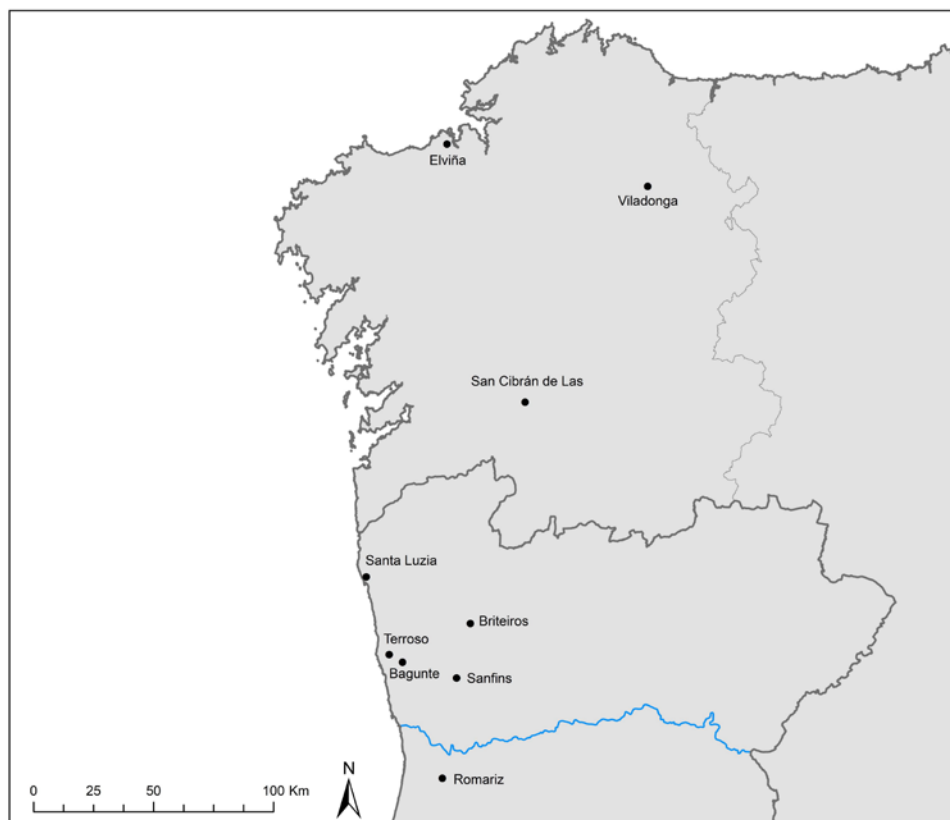 Elviña
Viladonga
San Cibrán de Las
Santa Luzia
Briteiros
Terroso
Bagunte
Sanfins
N
Romariz
0 25 50 100 Km